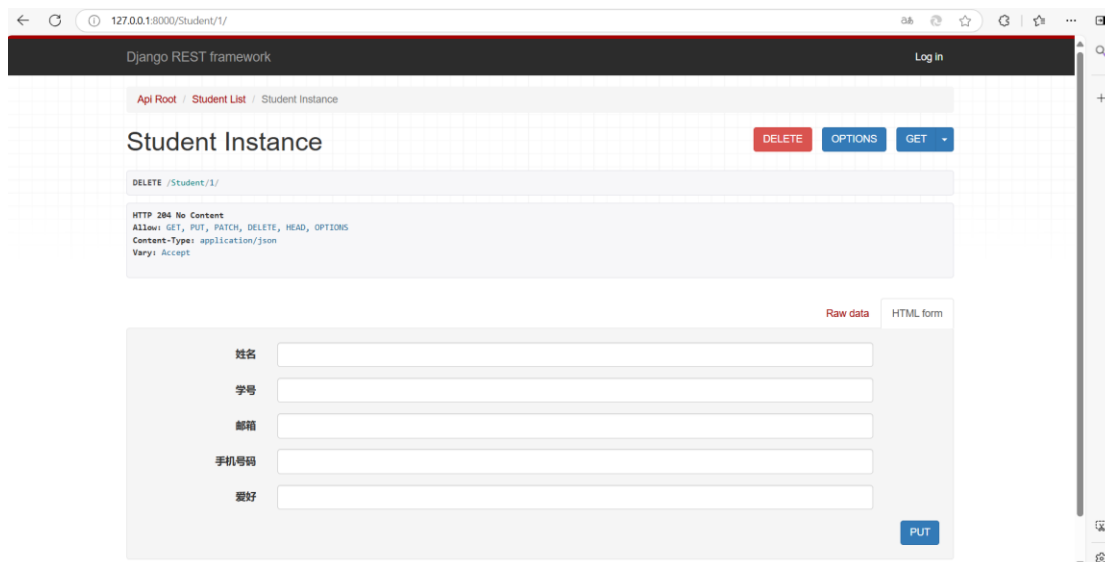 127.0.0.1:8000/Student/1/
Django REST framework Log in
Api Root / Student List / Student Instance
Student Instance DELETE OPTIONS GET
DELETE /Student/1/
HTTP 204 No Content
Allow: GET, PUT, PATCH, DELETE, HEAD, OPTIONS
Content-Type: application/json
Vary: Accept
Raw data HTML form
姓名
学号
邮箱
手机号码
爱好
PUT